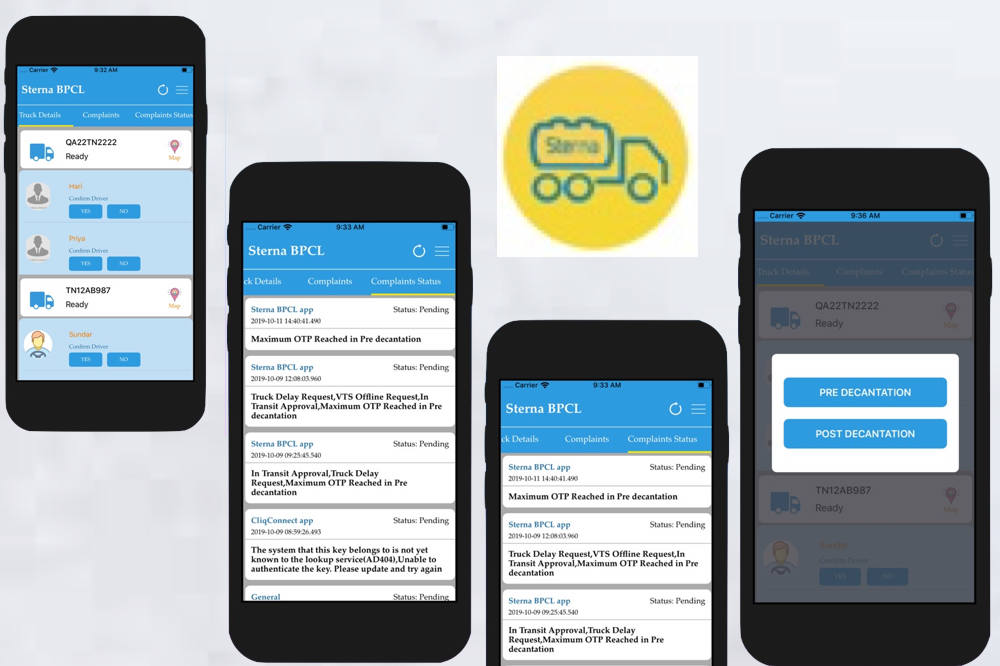 Carrier 9:32 AM
Sterna BPCL
Truck Details Complaints Complaints Status
QA22TN2222
Ready
Map
Hari
Confirm Driver
YES NO
Priya
Confirm Driver
YES NO
TN12AB987
Ready
Map
Sundar
Confirm Driver
YES NO
Carrier 9:33 AM
Sterna BPCL
ck Details Complaints Complaints Status
Sterna BPCL app Status: Pending
2019-10-11 14:40:41.490
Maximum OTP Reached in Pre decantation
Sterna BPCL app Status: Pending
2019-10-09 12:08:03.960
Truck Delay Request,VTS Offline Request,In
Transit Approval,Maximum OTP Reached in Pre
decantation
Sterna BPCL app Status: Pending
2019-10-09 09:25:45.540
In Transit Approval,Truck Delay
Request,Maximum OTP Reached in Pre
decantation
CliqConnect app Status: Pending
2019-10-09 08:59:26.493
The system that this key belongs to is not yet
known to the lookup service(AD404),Unable to
authenticate the key. Please update and try again
General Status: Pending
Sterna
Carrier 9:33 AM
Sterna BPCL
ck Details Complaints Complaints Status
Sterna BPCL app Status: Pending
2019-10-11 14:40:41.490
Maximum OTP Reached in Pre decantation
Sterna BPCL app Status: Pending
2019-10-09 12:08:03.960
Truck Delay Request,VTS Offline Request,In
Transit Approval,Maximum OTP Reached in Pre
decantation
Sterna BPCL app Status: Pending
2019-10-09 09:25:45.540
In Transit Approval,Truck Delay
Request,Maximum OTP Reached in Pre
decantation
Carrier 9:36 AM
Sterna BPCL
Truck Details Complaints Complaints Status
QA22TN2222
Ready
Map
PRE DECANTATION
POST DECANTATION
TN12AB987
Ready
Map
Sundar
Confirm Driver
YES NO